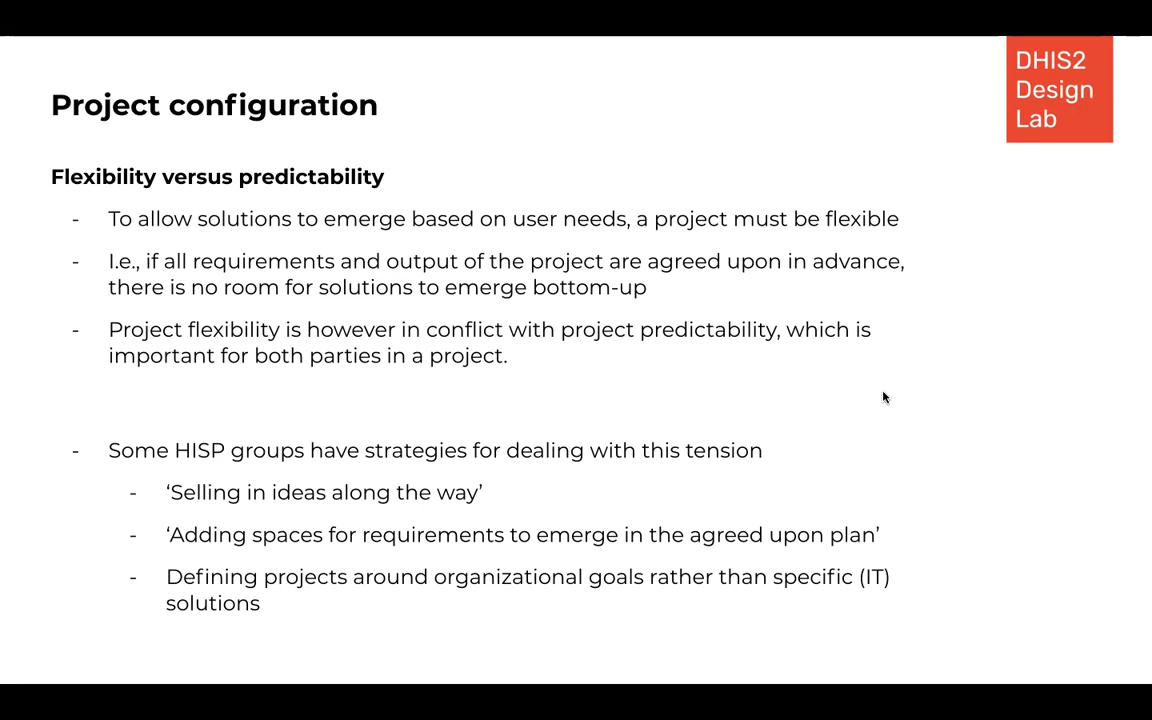 DHIS2
Design
Lab
Project configuration
Flexibility versus predictability
- To allow solutions to emerge based on user needs, a project must be flexible
- I.e., if all requirements and output of the project are agreed upon in advance,
there is no room for solutions to emerge bottom-up
- Project flexibility is however in conflict with project predictability, which is
important for both parties in a project.
- Some HISP groups have strategies for dealing with this tension
- ‘Selling in ideas along the way’
- ‘Adding spaces for requirements to emerge in the agreed upon plan’
- Defining projects around organizational goals rather than specific (IT)
solutions